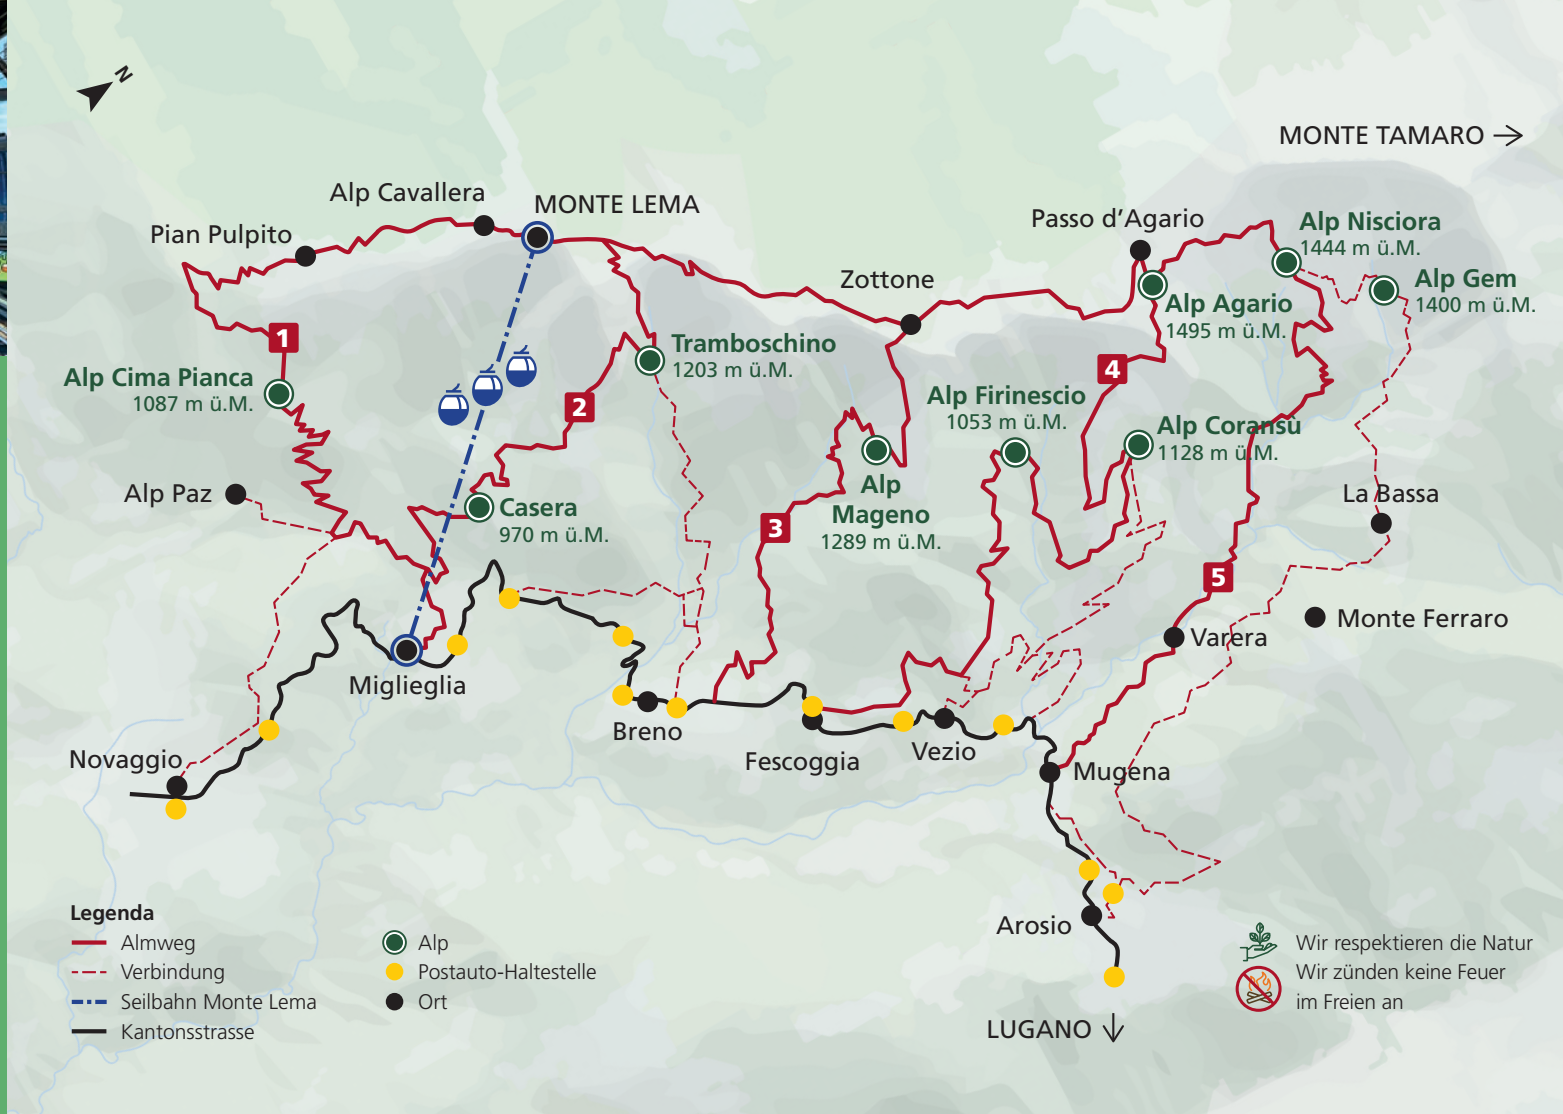 N
MONTE TAMARO →
Alp Cavallera
MONTE LEMA
Pian Pulpito
Passo d’Agario
Alp Nisciora
1444 m ü.M.
Zottone
Alp Gem
1400 m ü.M.
Alp Agario
1495 m ü.M.
1
Tramboschino
1203 m ü.M.
Alp Cima Pianca
1087 m ü.M.
4
2
Alp Firinescio
1053 m ü.M.
Alp Coransù
1128 m ü.M.
Alp Paz
Casera
970 m ü.M.
Alp
Mageno
1289 m ü.M.
La Bassa
3
5
Monte Ferraro
Varera
Miglieglia
Breno
Fescoggia
Vezio
Novaggio
Mugena
Arosio
LUGANO ↓
Legenda
Almweg
Verbindung
Seilbahn Monte Lema
Kantonsstrasse
Alp
Postauto-Haltestelle
Ort
Wir respektieren die Natur
Wir zünden keine Feuer
im Freien an